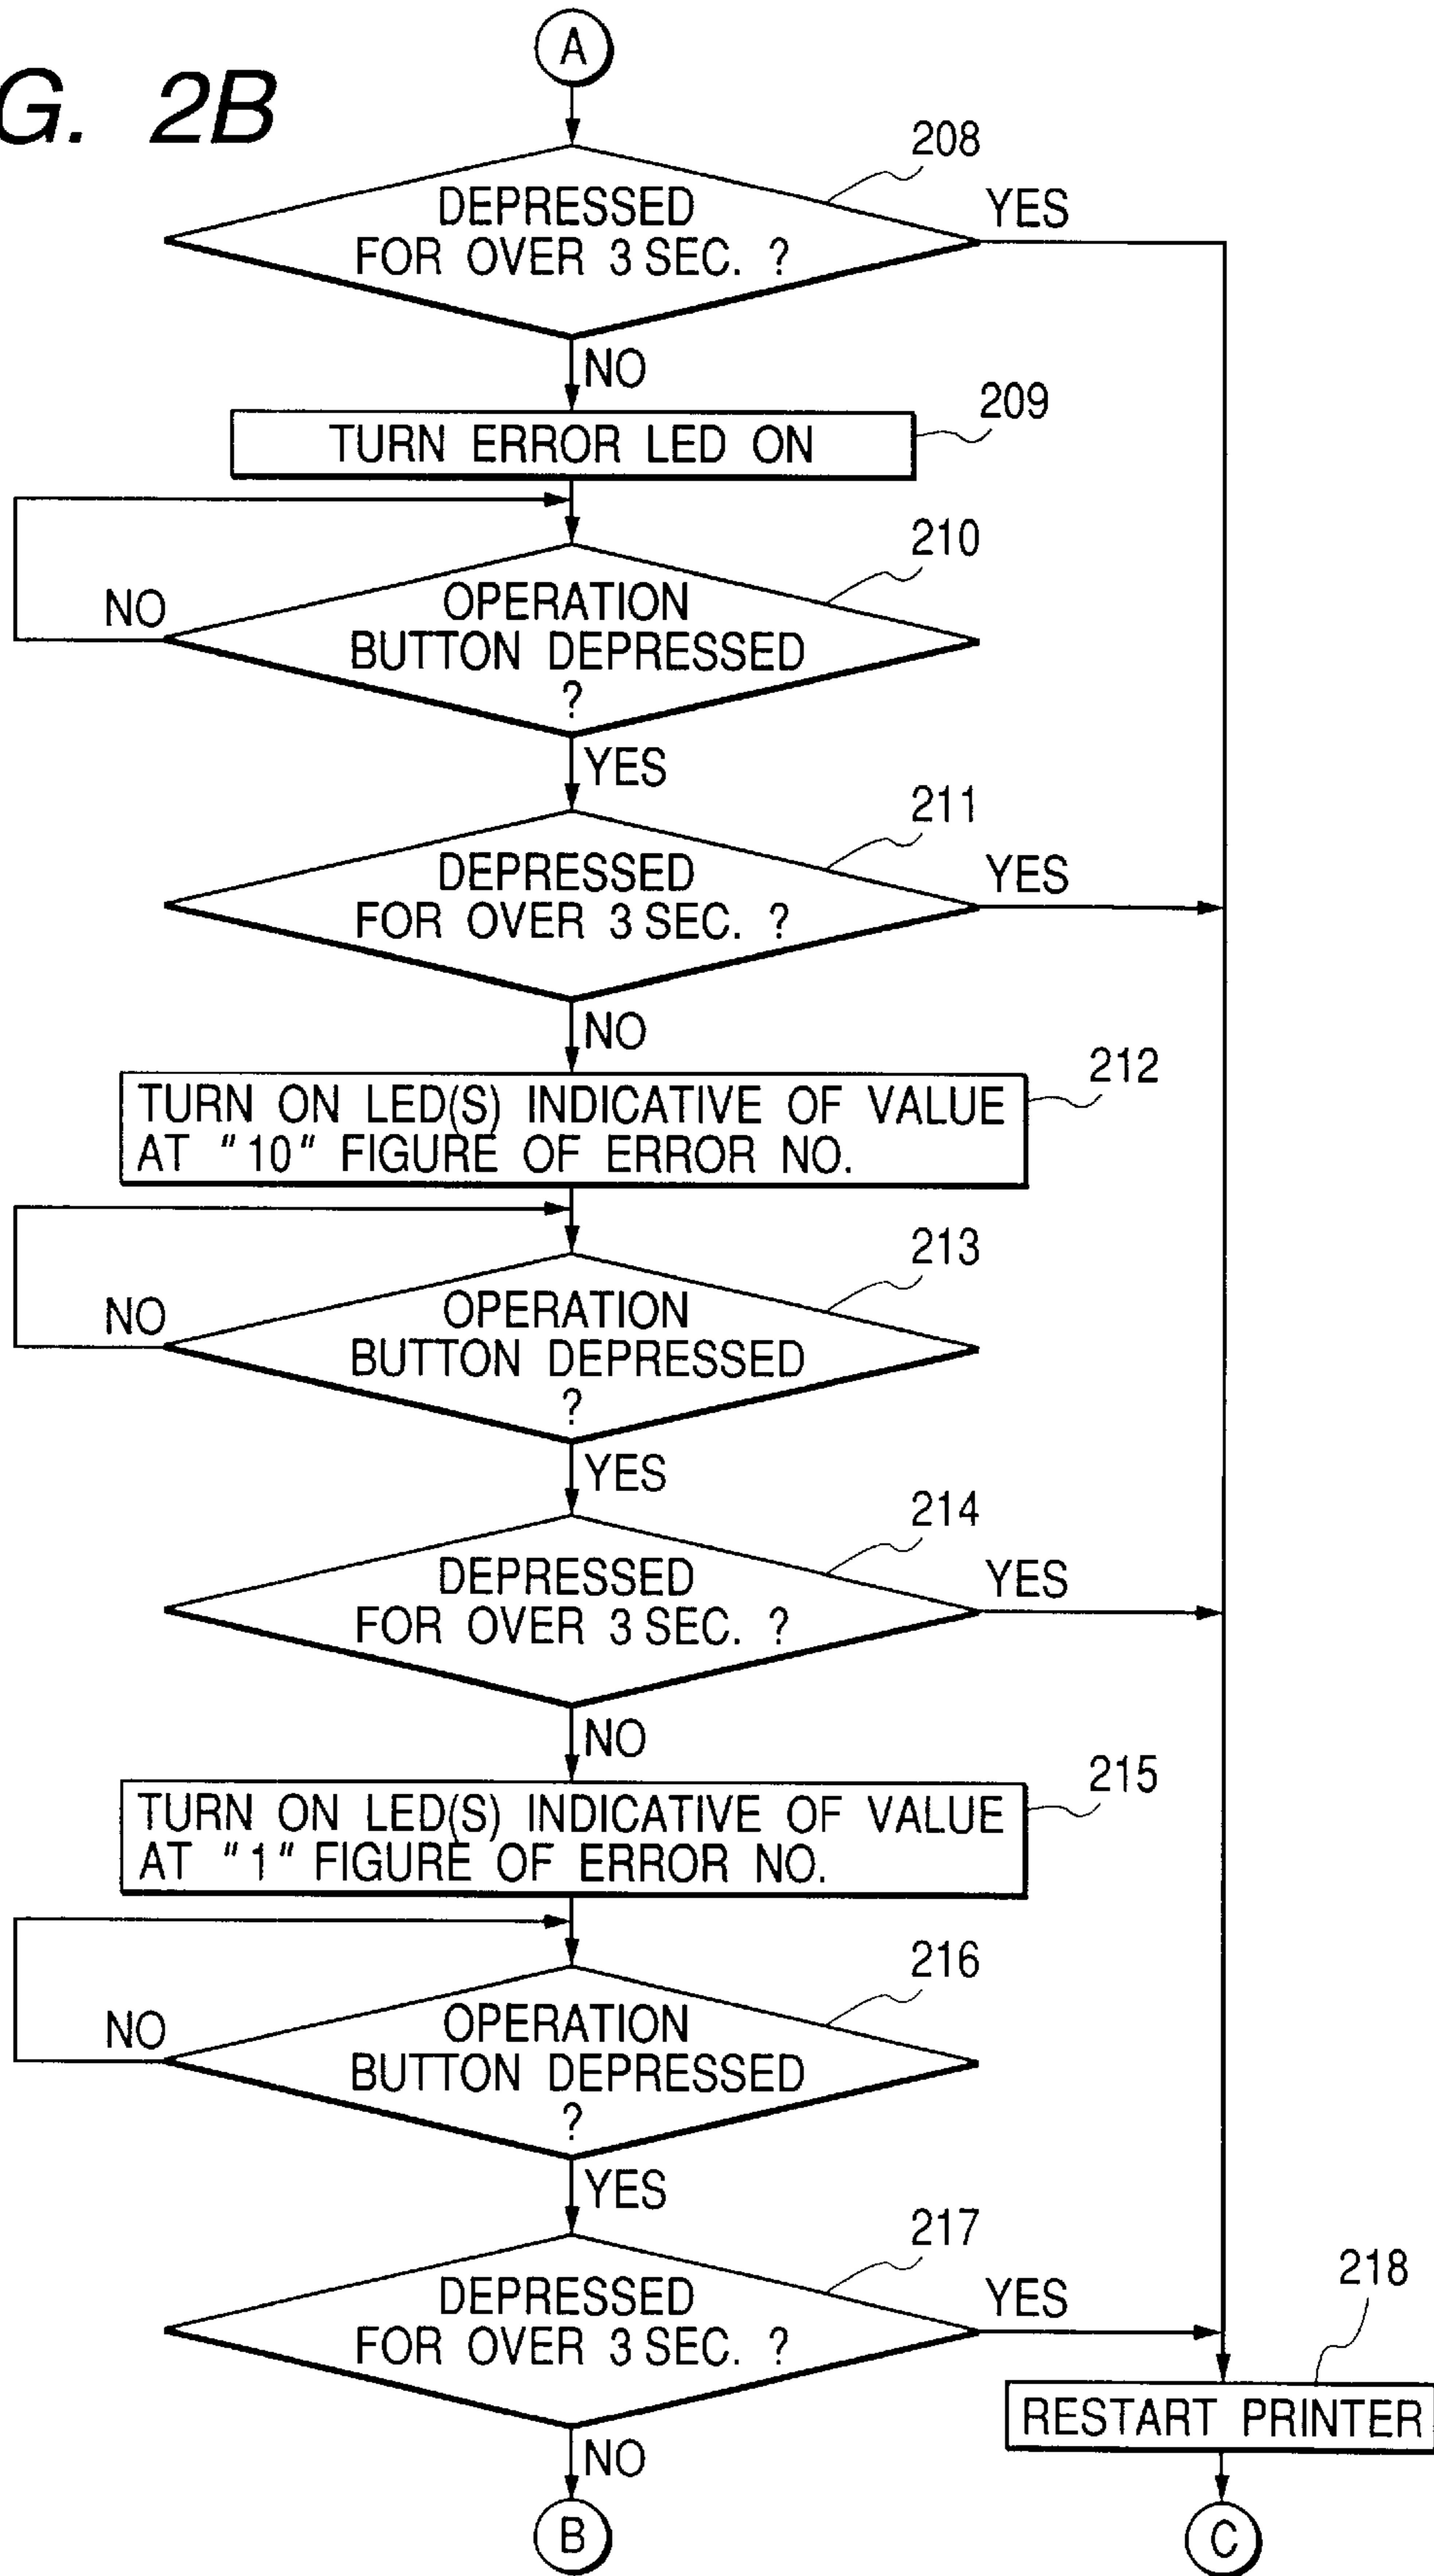 G. 2B
A
208
DEPRESSED
FOR OVER 3 SEC. ?
YES
NO
209
TURN ERROR LED ON
210
OPERATION
BUTTON DEPRESSED
?
NO
YES
211
DEPRESSED
FOR OVER 3 SEC. ?
YES
NO
212
TURN ON LED(S) INDICATIVE OF VALUE
AT "10" FIGURE OF ERROR NO.
213
OPERATION
BUTTON DEPRESSED
?
NO
YES
214
DEPRESSED
FOR OVER 3 SEC. ?
YES
NO
215
TURN ON LED(S) INDICATIVE OF VALUE
AT "1" FIGURE OF ERROR NO.
216
OPERATION
BUTTON DEPRESSED
?
NO
YES
217
DEPRESSED
FOR OVER 3 SEC. ?
YES
218
RESTART PRINTER
NO
B
C